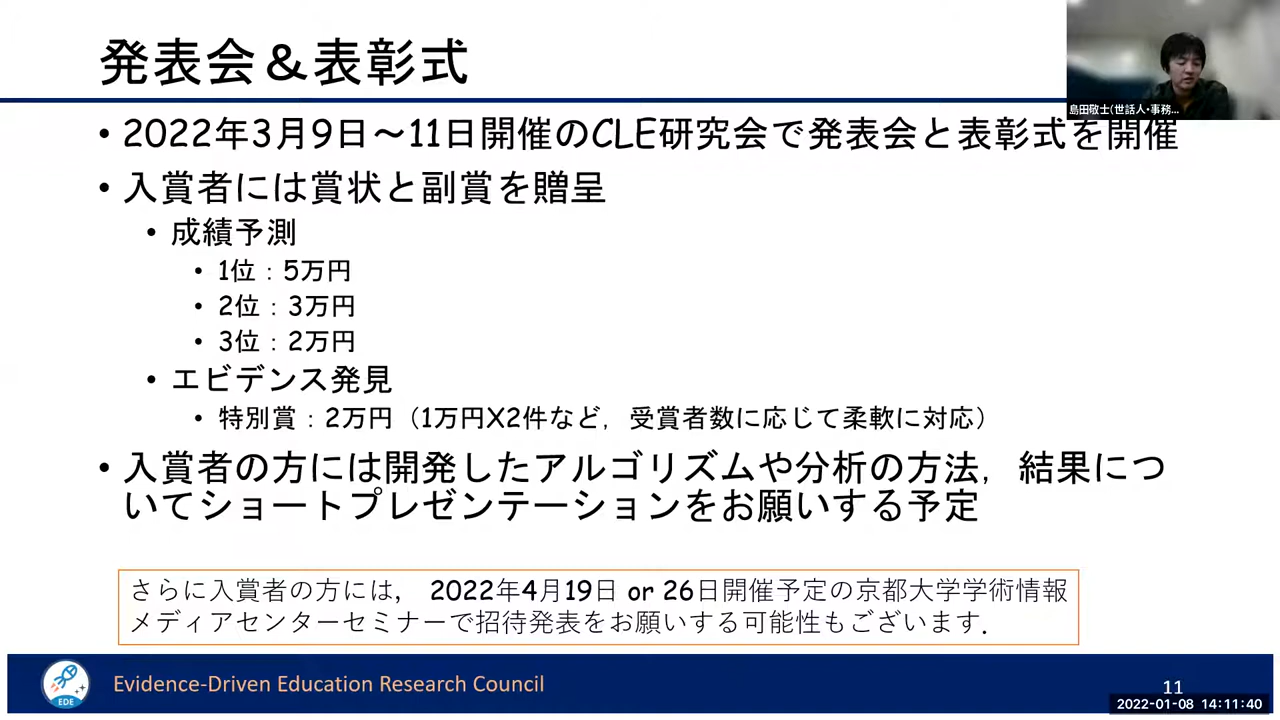 発表会＆表彰式
島田敬士(世話人・事務...
• 2022年3月9日～11日開催のCLE研究会で発表会と表彰式を開催
• 入賞者には賞状と副賞を贈呈
• 成績予測
• 1位：5万円
• 2位：3万円
• 3位：2万円
• エビデンス発見
• 特別賞：2万円（1万円X2件など，受賞者数に応じて柔軟に対応）
• 入賞者の方には開発したアルゴリズムや分析の方法，結果につ
いてショートプレゼンテーションをお願いする予定
さらに入賞者の方には， 2022年4月19日 or 26日開催予定の京都大学学術情報
メディアセンターセミナーで招待発表をお願いする可能性もございます．
EDE
Evidence-Driven Education Research Council
11
2022-01-08 14:11:40